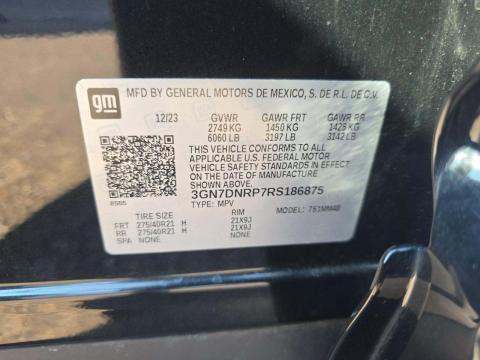 gm
MFD BY GENERAL MOTORS DE MEXICO, S. DE R.L. DE C.V.
12/23 GVWR GAWR FRT GAWR RR
2749 KG 1450 KG 1425 KG
6060 LB 3197 LB 3142 LB
THIS VEHICLE CONFORMS TO ALL
APPLICABLE U.S. FEDERAL MOTOR
VEHICLE SAFETY STANDARDS IN EFFECT ON THE
DATE OF MANUFACTURE SHOWN ABOVE.
3GN7DNRP7RS186875
TYPE: MPV MODEL:
TIRE SIZE RIM
FRT 275/40R21 H 21X9J
RR 275/40R21 H 21X9J
SPA NONE NONE